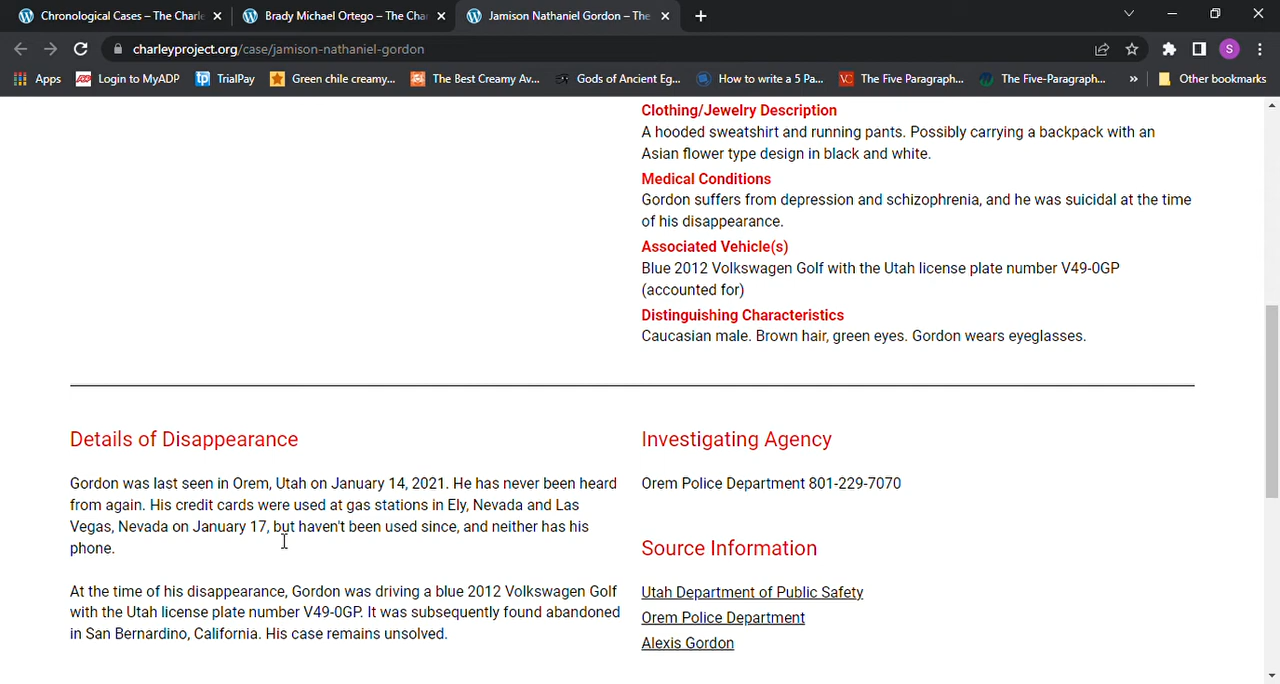 Chronological Cases – The Charle
Brady Michael Ortego – The Char
Jamison Nathaniel Gordon – The
charleyproject.org/case/jamison-nathaniel-gordon
S
Apps
Login to MyADP
TrialPay
Green chile creamy...
The Best Creamy Av...
Gods of Ancient Eg...
How to write a 5 Pa...
The Five Paragraph...
The Five-Paragraph...
»
Other bookmarks
Clothing/Jewelry Description
A hooded sweatshirt and running pants. Possibly carrying a backpack with an
Asian flower type design in black and white.
Medical Conditions
Gordon suffers from depression and schizophrenia, and he was suicidal at the time
of his disappearance.
Associated Vehicle(s)
Blue 2012 Volkswagen Golf with the Utah license plate number V49-0GP
(accounted for)
Distinguishing Characteristics
Caucasian male. Brown hair, green eyes. Gordon wears eyeglasses.
Details of Disappearance
Gordon was last seen in Orem, Utah on January 14, 2021. He has never been heard
from again. His credit cards were used at gas stations in Ely, Nevada and Las
Vegas, Nevada on January 17, but haven't been used since, and neither has his
phone.
At the time of his disappearance, Gordon was driving a blue 2012 Volkswagen Golf
with the Utah license plate number V49-0GP. It was subsequently found abandoned
in San Bernardino, California. His case remains unsolved.
Investigating Agency
Orem Police Department 801-229-7070
Source Information
Utah Department of Public Safety
Orem Police Department
Alexis Gordon